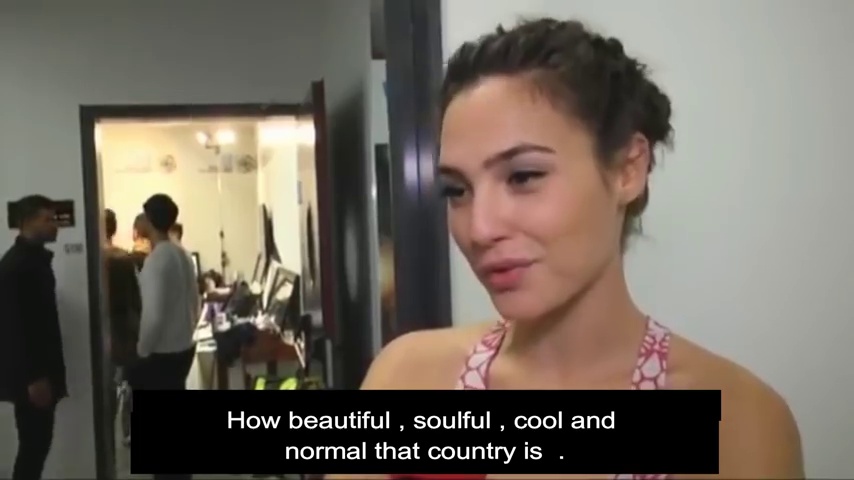 How beautiful , soulful , cool and
normal that country is  .